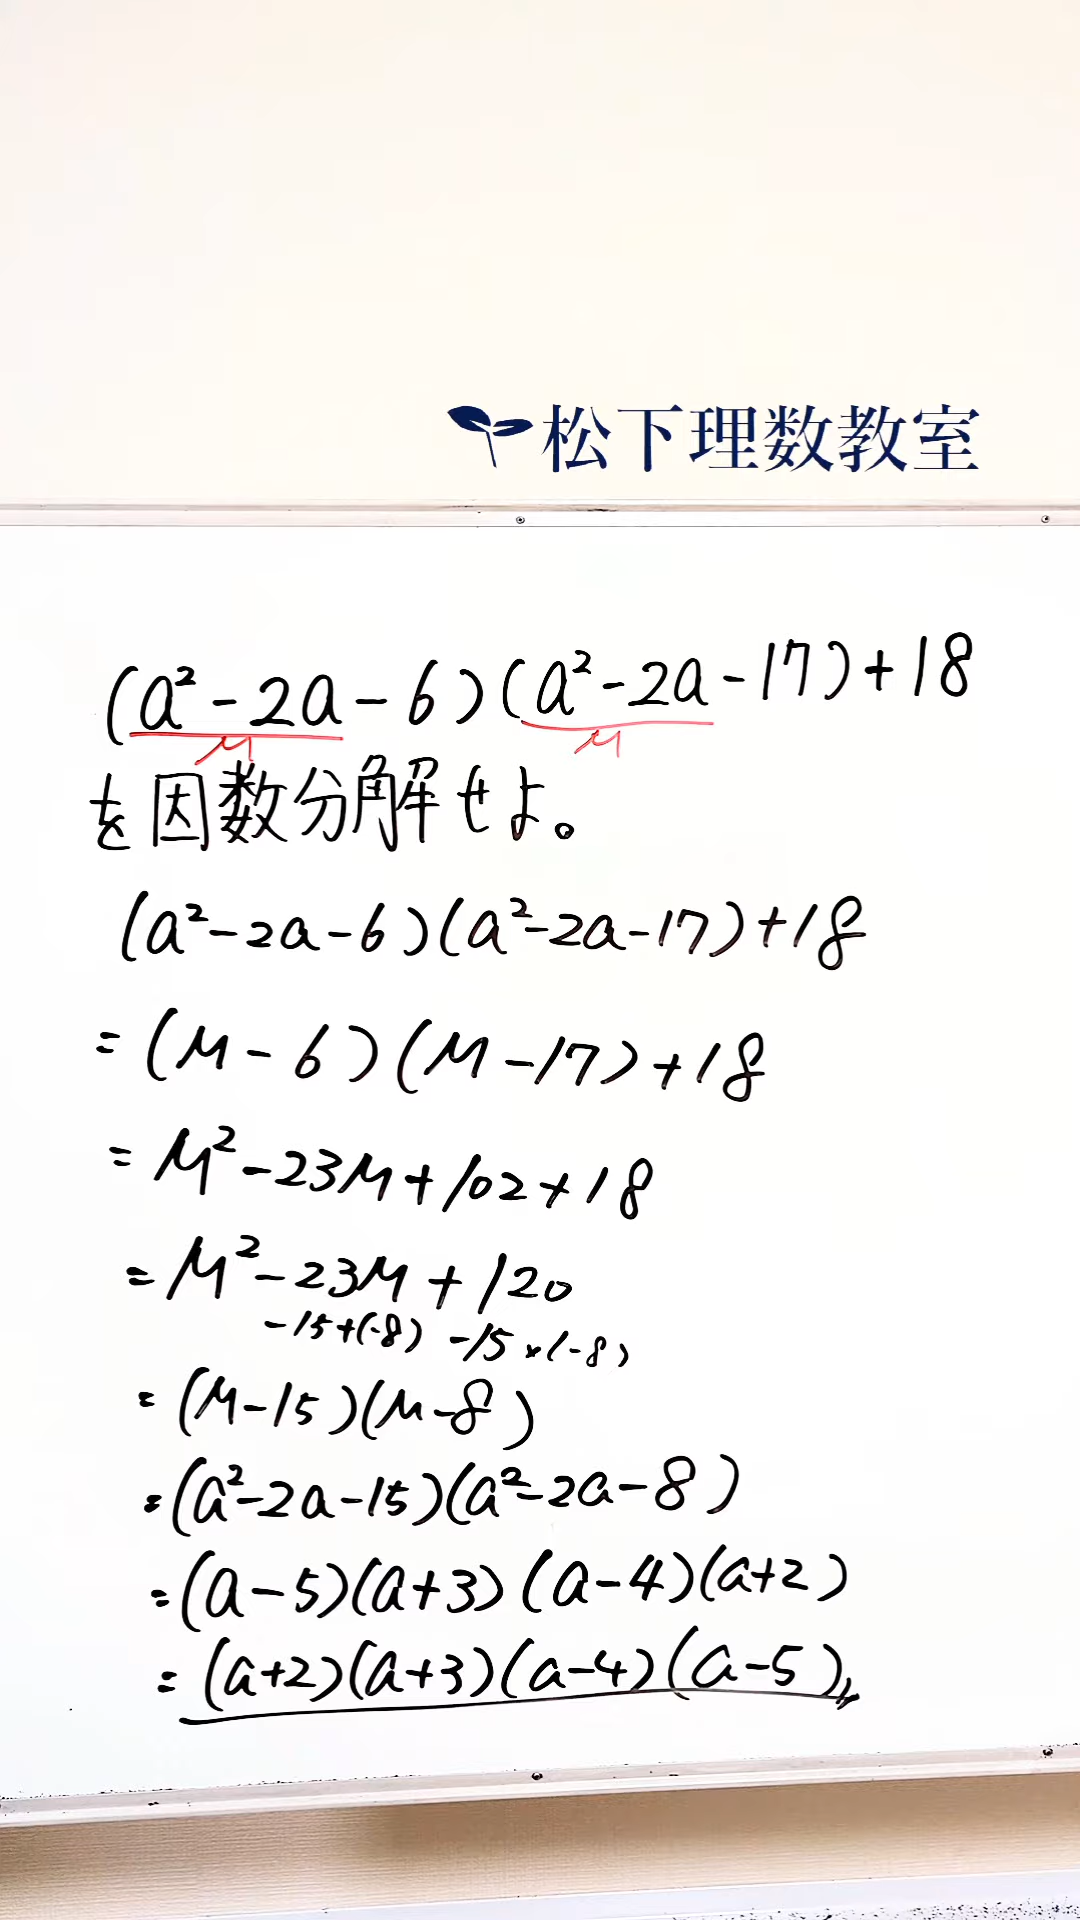 松下理数教室
(a²-2a-6)(a²-2a-17)+18
M M
を因数分解せよ。
(a²-2a-6)(a²-2a-17)+18
=(M-6)(M-17)+18
=M²-23M+102+18
=M²-23M+120
-15+(-8) -15×(-8)
=(M-15)(M-8)
=(a²-2a-15)(a²-2a-8)
=(a-5)(a+3)(a-4)(a+2)
=(a+2)(a+3)(a-4)(a-5)